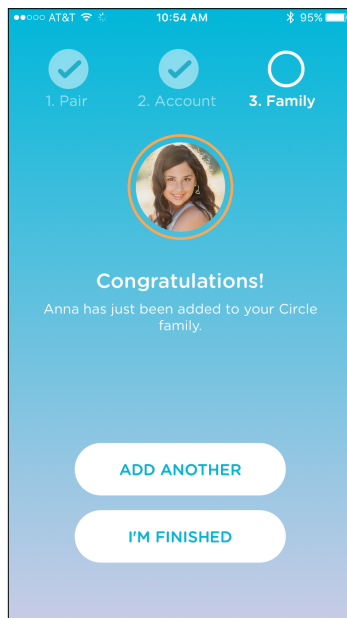 AT&T 10:54 AM 95%
1. Pair 2. Account 3. Family
Congratulations!
Anna has just been added to your Circle
family.
ADD ANOTHER
I'M FINISHED